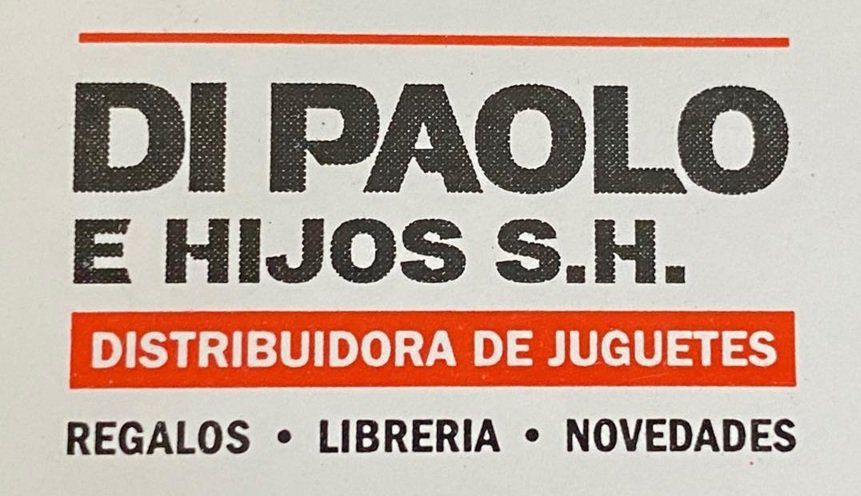 DI PAOLO
E HIJOS S.H.
DISTRIBUIDORA DE JUGUETES
REGALOS • LIBRERIA • NOVEDADES